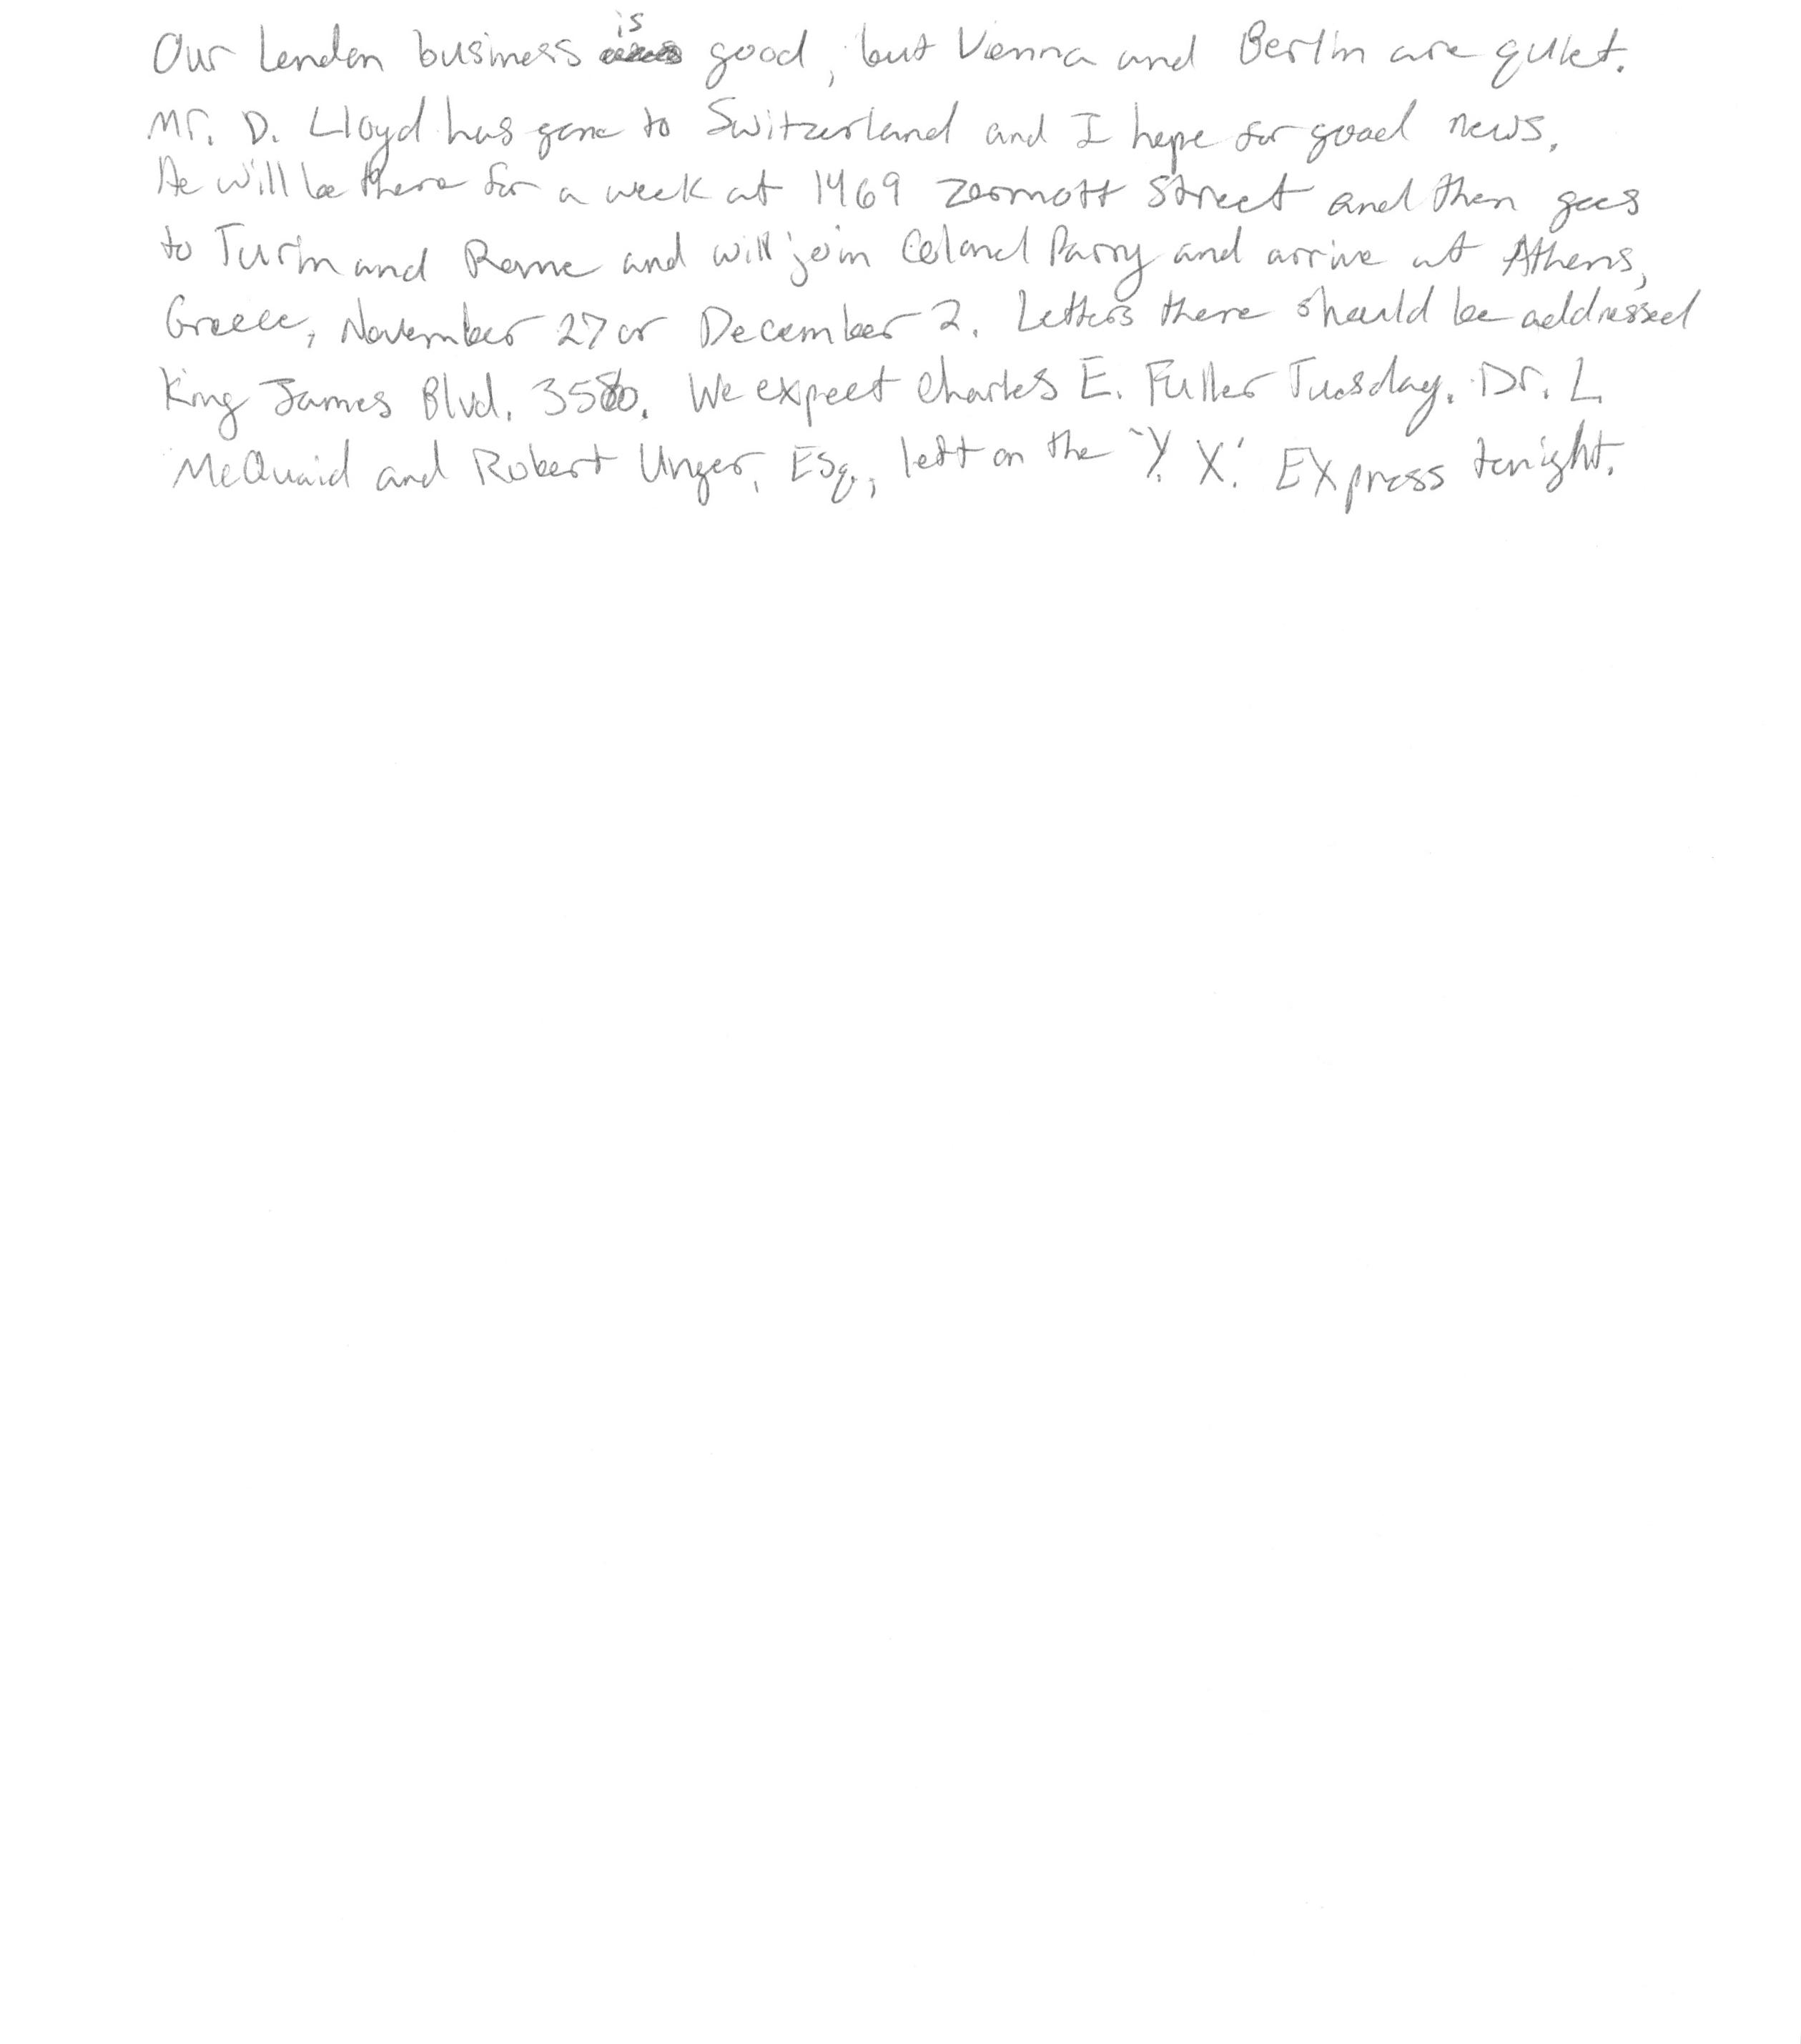 Our London business is good, but Vienna and Berlin are quiet.
Mr. D. Lloyd has gone to Switzerland and I hope for good news.
He will be there for a week at 1469 Zermott Street and then goes
to Turin and Rome and will join Colonel Parry and arrive at Athens,
Greece, November 27 or December 2. Letters there should be addressed
King James Blvd. 3580. We expect Charles E. Fuller Tuesday. Dr. L.
McQuaid and Robert Unger, Esq., left on the 'Y. X.' Express tonight.